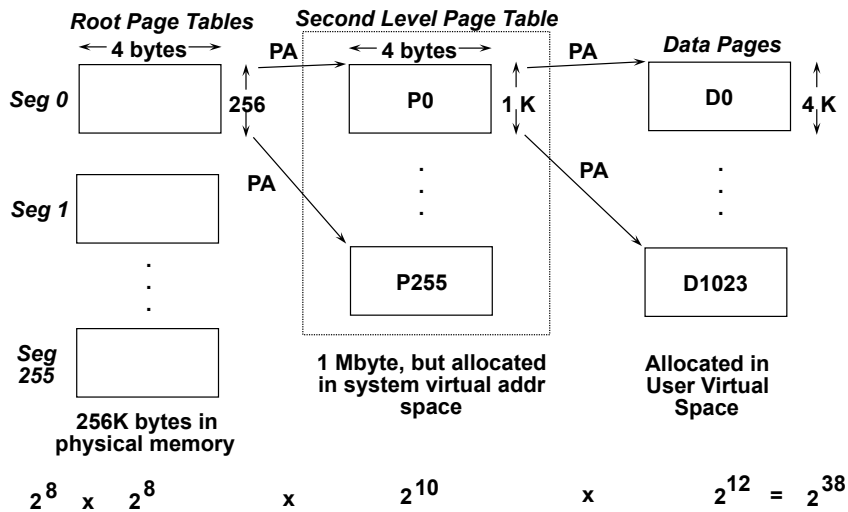 Root Page Tables
Second Level Page Table
4 bytes
PA
4 bytes
PA
Data Pages
Seg 0
256
P0
1 K
D0
4 K
PA
PA
Seg 1
.
.
.
.
.
.
.
.
.
P255
D1023
Seg
255
256K bytes in
physical memory
1 Mbyte, but allocated
in system virtual addr
space
Allocated in
User Virtual
Space
2^8 x 2^8 x 2^10 x 2^12 = 2^38